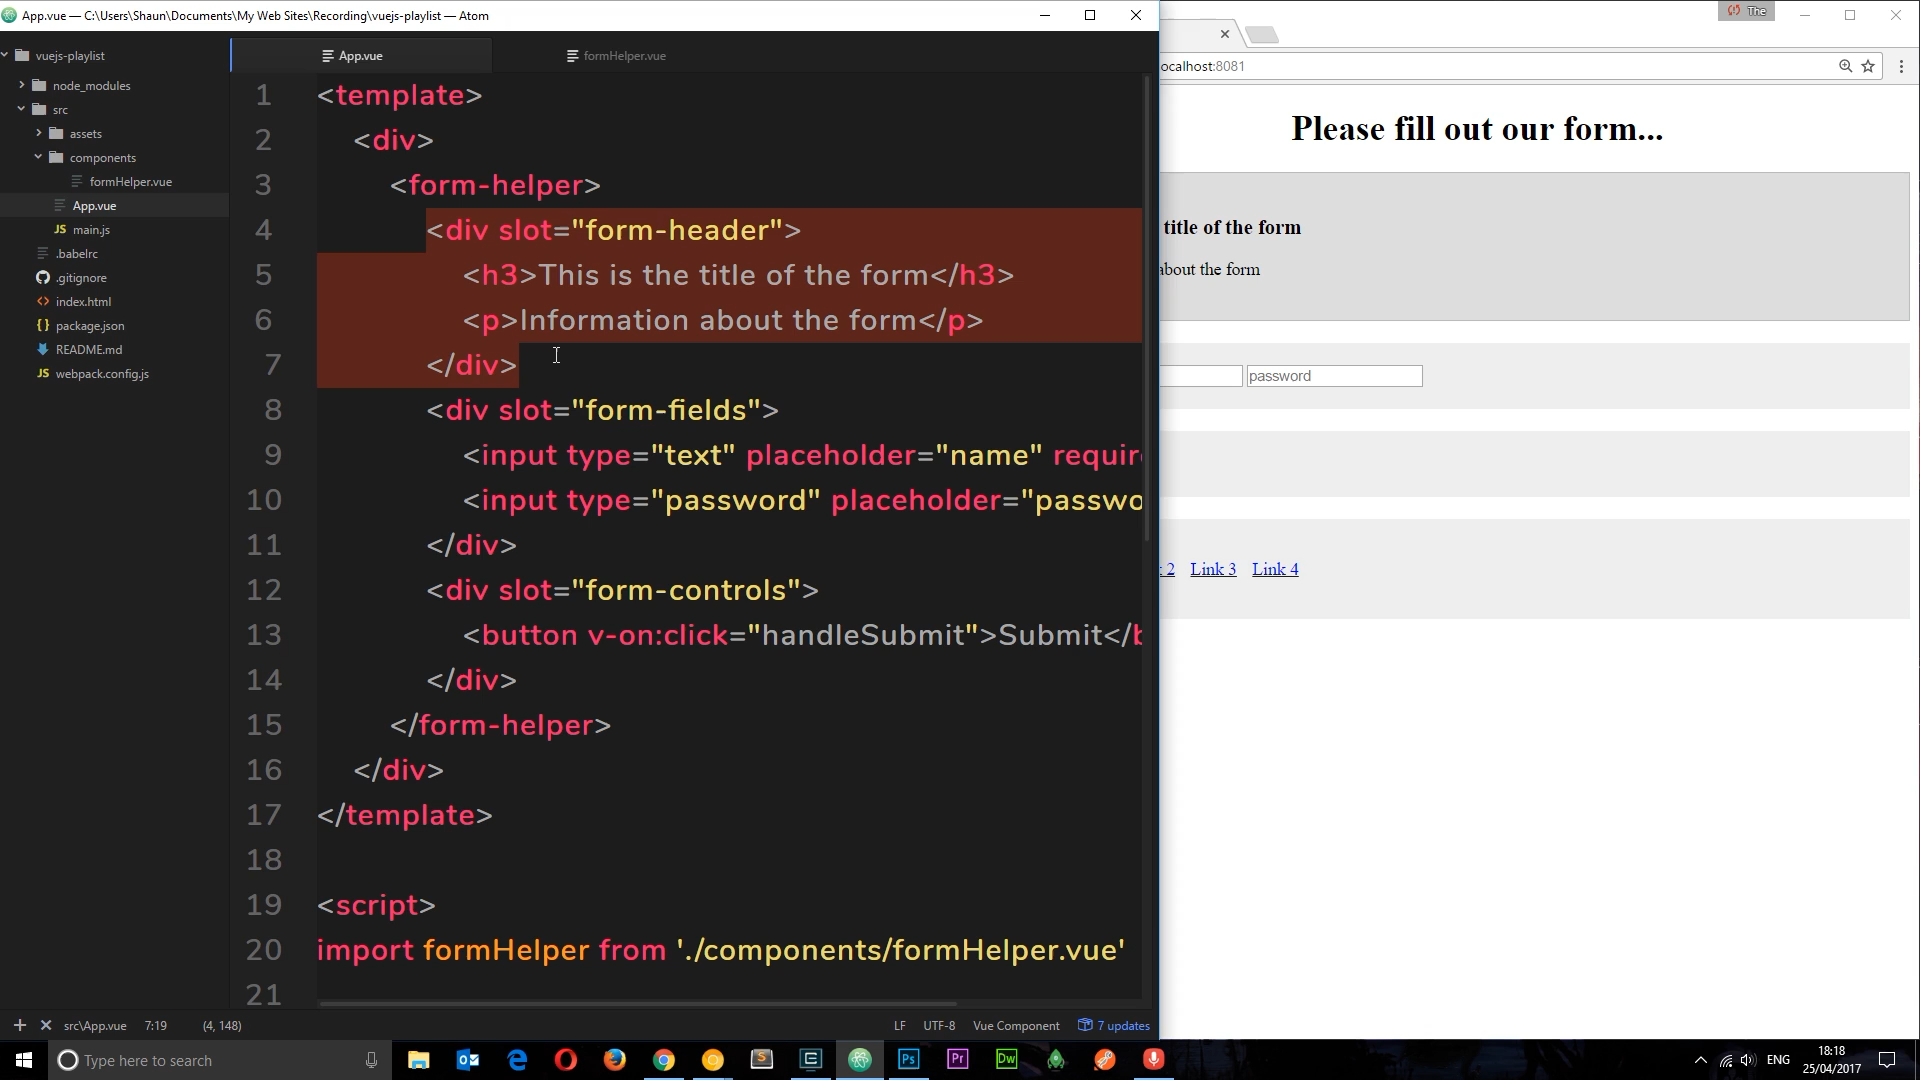 App.vue — C:\Users\Shaun\Documents\My Web Sites\Recording\vuejs-playlist — Atom
The
vuejs-playlist
node_modules
src
assets
components
formHelper.vue
App.vue
JS main.js
.babelrc
.gitignore
index.html
package.json
README.md
JS webpack.config.js
App.vue
formHelper.vue
1 <template>
2 <div>
3 <form-helper>
4 <div slot="form-header">
5 <h3>This is the title of the form</h3>
6 <p>Information about the form</p>
7 </div>
8 <div slot="form-fields">
9 <input type="text" placeholder="name" requir
10 <input type="password" placeholder="passwo
11 </div>
12 <div slot="form-controls">
13 <button v-on:click="handleSubmit">Submit</b
14 </div>
15 </form-helper>
16 </div>
17 </template>
18
19 <script>
20 import formHelper from './components/formHelper.vue'
21
src\App.vue 7:19 (4, 148)
LF UTF-8 Vue Component 7 updates
ocalhost:8081
Please fill out our form...
title of the form
about the form
password
2 Link 3 Link 4
Type here to search
Ps
Pr
Dw
ENG
18:18
25/04/2017